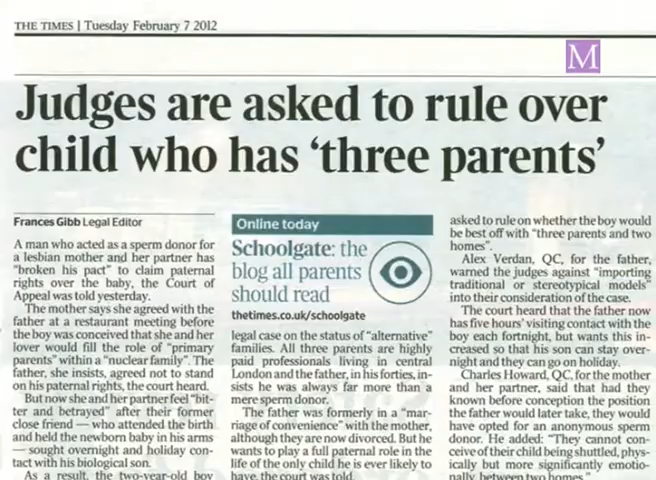 THE TIMES | Tuesday February 7 2012
M
Judges are asked to rule over
child who has ‘three parents’
Frances Gibb Legal Editor
A man who acted as a sperm donor for
a lesbian mother and her partner has
“broken his pact” to claim paternal
rights over the baby, the Court of
Appeal was told yesterday.
The mother says she agreed with the
father at a restaurant meeting before
the boy was conceived that she and her
lover would fill the role of “primary
parents” within a “nuclear family”. The
father, she insists, agreed not to stand
on his paternal rights, the court heard.
But now she and her partner feel “bit-
ter and betrayed” after their former
close friend — who attended the birth
and held the newborn baby in his arms
— sought overnight and holiday con-
tact with his biological son.
As a result, the two-year-old boy
Online today
Schoolgate: the
blog all parents
should read
thetimes.co.uk/schoolgate
legal case on the status of “alternative”
families. All three parents are highly
paid professionals living in central
London and the father, in his forties, in-
sists he was always far more than a
mere sperm donor.
The father was formerly in a “mar-
riage of convenience” with the mother,
although they are now divorced. But he
wants to play a full paternal role in the
life of the only child he is ever likely to
have, the court was told.
asked to rule on whether the boy would
be best off with “three parents and two
homes”.
Alex Verdan, QC, for the father,
warned the judges against “importing
traditional or stereotypical models”
into their consideration of the case.
The court heard that the father now
has five hours’ visiting contact with the
boy each fortnight, but wants this in-
creased so that his son can stay over-
night and they can go on holiday.
Charles Howard, QC, for the mother
and her partner, said that had they
known before conception the position
the father would later take, they would
have opted for an anonymous sperm
donor. He added: “They cannot con-
ceive of their child being shuttled, phys-
ically but more significantly emotio-
nally, between two homes.”